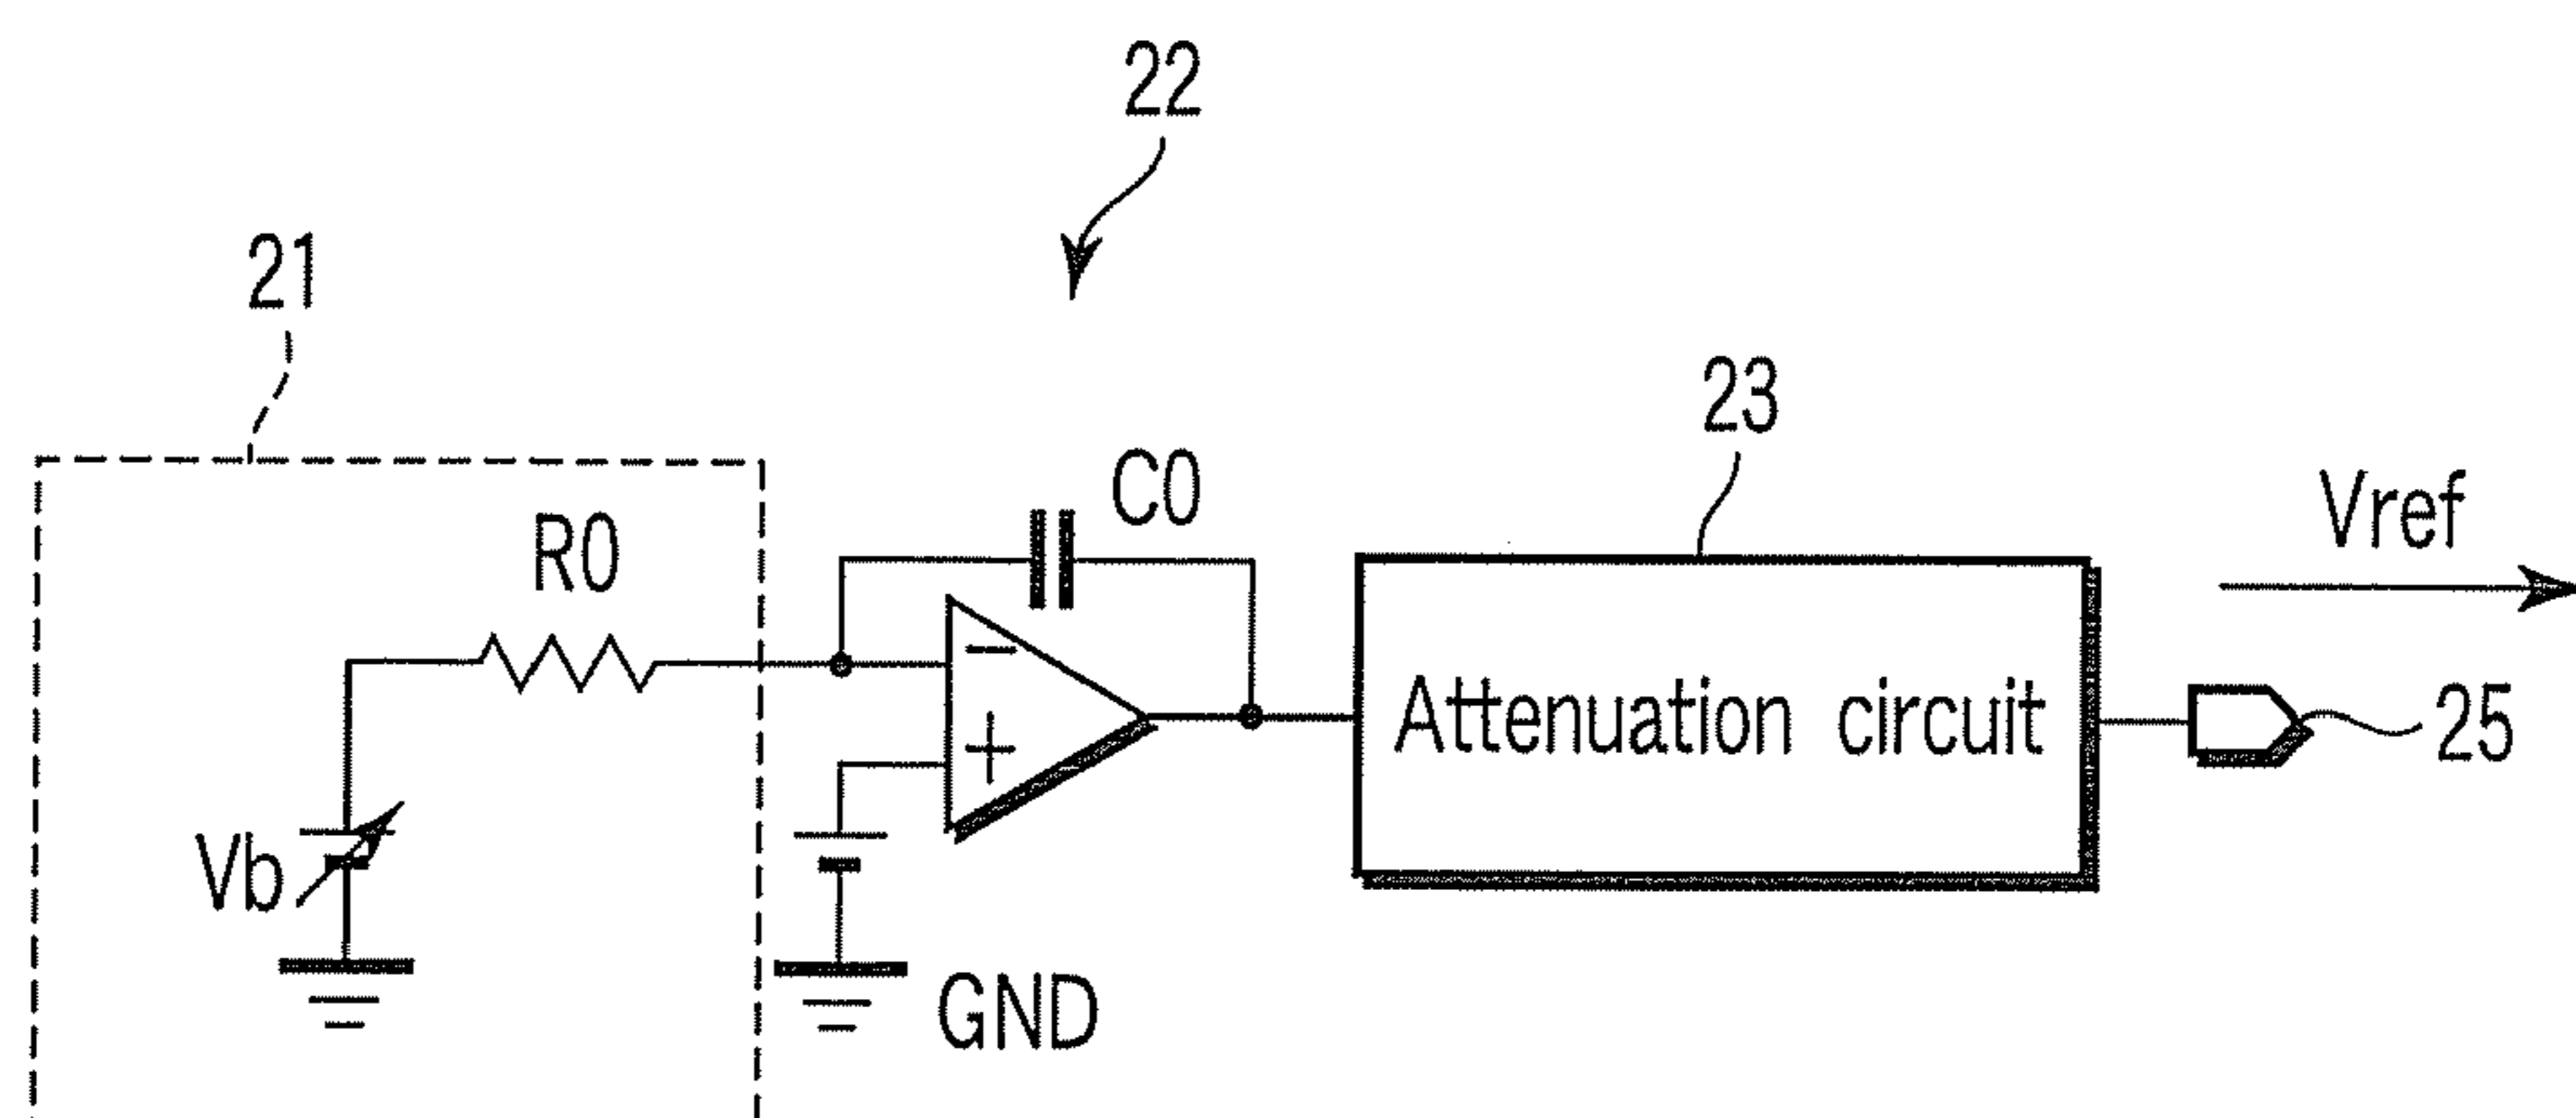 22
21
23
C0
Vref
R0
−
Attenuation circuit
25
+
Vb
GND